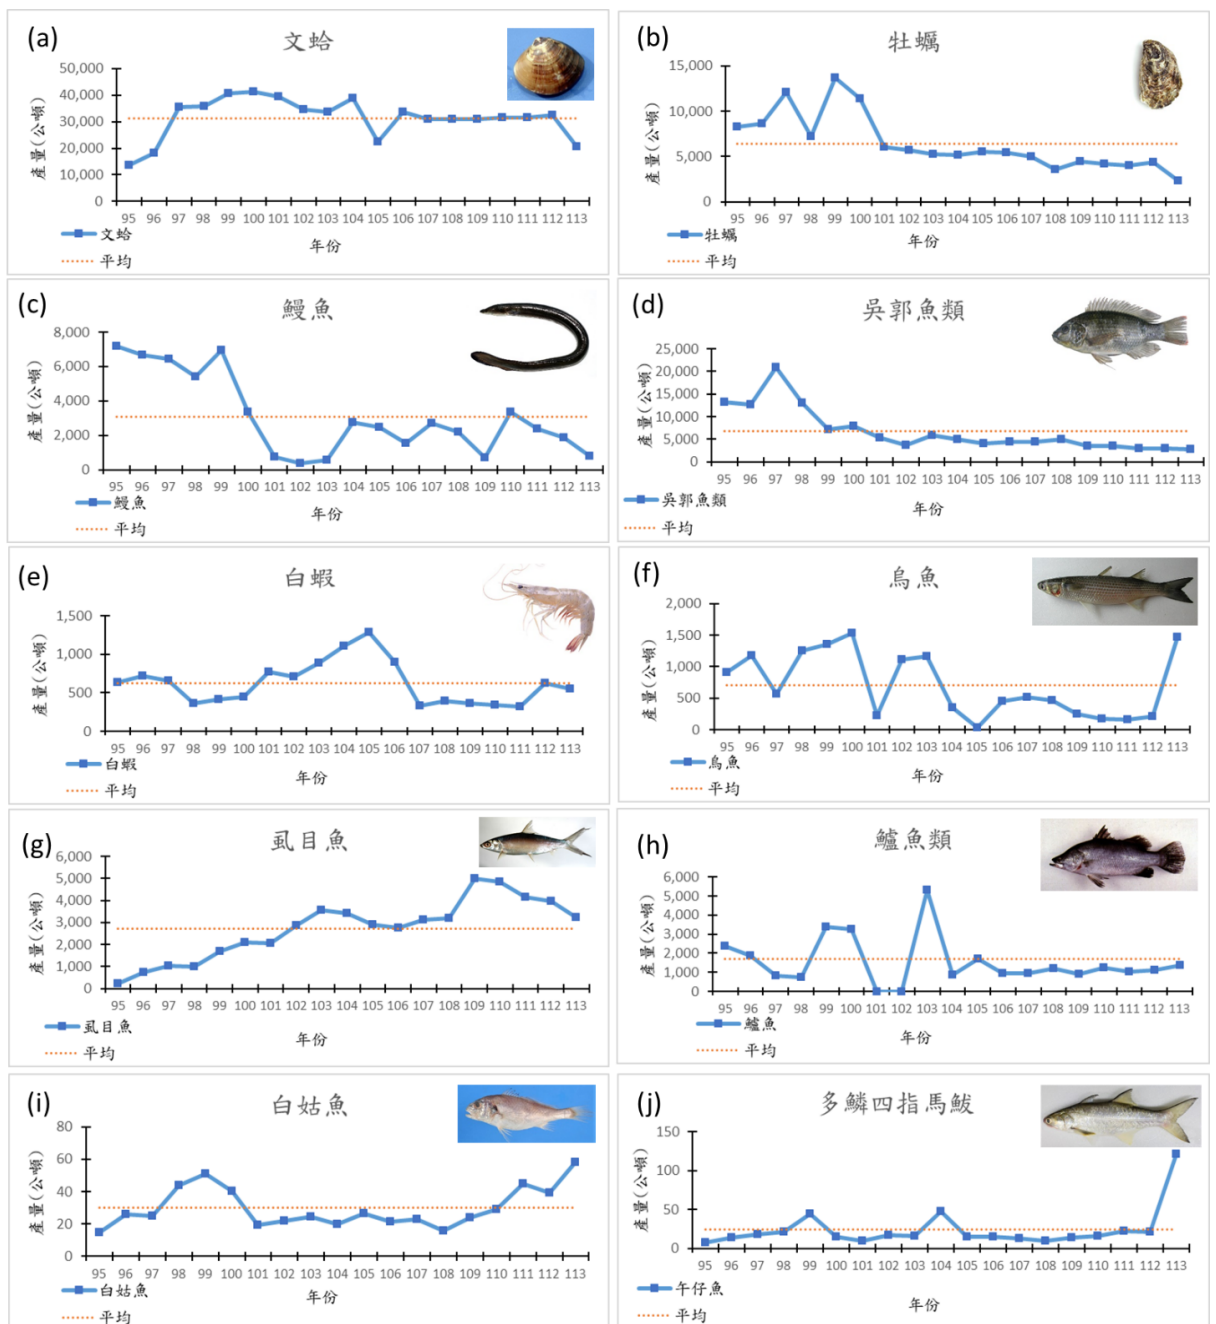 (a)
文蛤
產量(公噸)
50,000
40,000
30,000
20,000
10,000
0
95 96 97 98 99 100 101 102 103 104 105 106 107 108 109 110 111 112 113
年份
文蛤
平均
(b)
牡蠣
產量(公噸)
15,000
10,000
5,000
0
95 96 97 98 99 100 101 102 103 104 105 106 107 108 109 110 111 112 113
年份
牡蠣
平均
(c)
鰻魚
產量(公噸)
8,000
6,000
4,000
2,000
0
95 96 97 98 99 100 101 102 103 104 105 106 107 108 109 110 111 112 113
年份
鰻魚
平均
(d)
吳郭魚類
產量(公噸)
25,000
20,000
15,000
10,000
5,000
0
95 96 97 98 99 100 101 102 103 104 105 106 107 108 109 110 111 112 113
年份
吳郭魚類
平均
(e)
白蝦
產量(公噸)
1,500
1,000
500
0
95 96 97 98 99 100 101 102 103 104 105 106 107 108 109 110 111 112 113
年份
白蝦
平均
(f)
烏魚
產量(公噸)
2,000
1,500
1,000
500
0
95 96 97 98 99 100 101 102 103 104 105 106 107 108 109 110 111 112 113
年份
烏魚
平均
(g)
虱目魚
產量(公噸)
6,000
5,000
4,000
3,000
2,000
1,000
0
95 96 97 98 99 100 101 102 103 104 105 106 107 108 109 110 111 112 113
年份
虱目魚
平均
(h)
鱸魚類
產量(公噸)
6,000
5,000
4,000
3,000
2,000
1,000
0
95 96 97 98 99 100 101 102 103 104 105 106 107 108 109 110 111 112 113
年份
鱸魚
平均
(i)
白姑魚
產量(公噸)
80
60
40
20
0
95 96 97 98 99 100 101 102 103 104 105 106 107 108 109 110 111 112 113
年份
白姑魚
平均
(j)
多鱗四指馬鮁
產量(公噸)
150
100
50
0
95 96 97 98 99 100 101 102 103 104 105 106 107 108 109 110 111 112 113
年份
午仔魚
平均